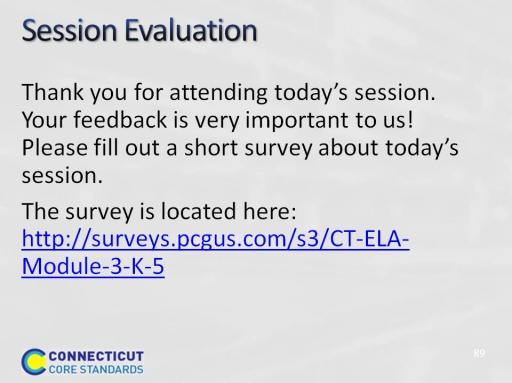 Session Evaluation
Thank you for attending today’s session.
Your feedback is very important to us!
Please fill out a short survey about today’s
session.
The survey is located here:
http://surveys.pcgus.com/s3/CT-ELA-
Module-3-K-5
CONNECTICUT
CORE STANDARDS
89